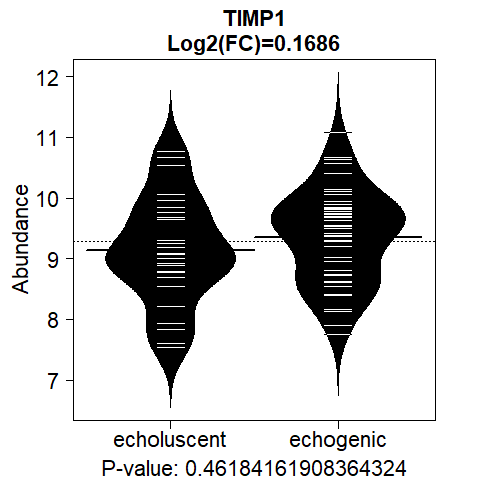 TIMP1
Log2(FC)=0.1686
12
11
10
9
8
7
Abundance
echoluscent echogenic
P-value: 0.46184161908364324